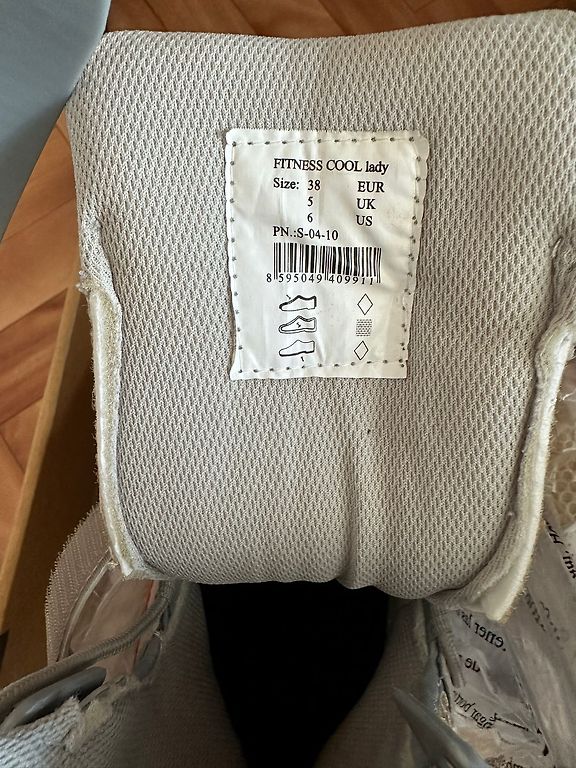 FITNESS COOL lady
Size: 38 EUR
5 UK
6 US
PN.:S-04-10
8 595049 409911